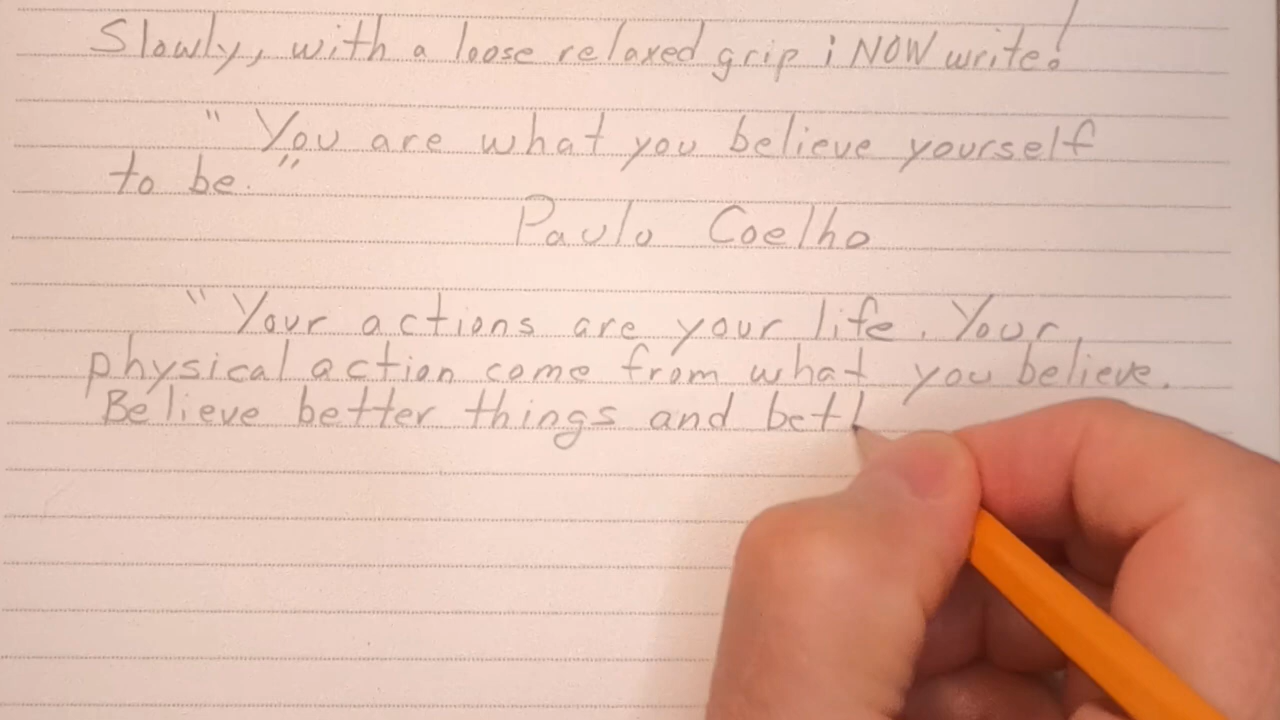 Slowly, with a loose relaxed grip i NOW write!
" You are what you believe yourself
to be. "
Paulo Coelho
" Your actions are your life. Your
physical action come from what you believe.
Believe better things and bett